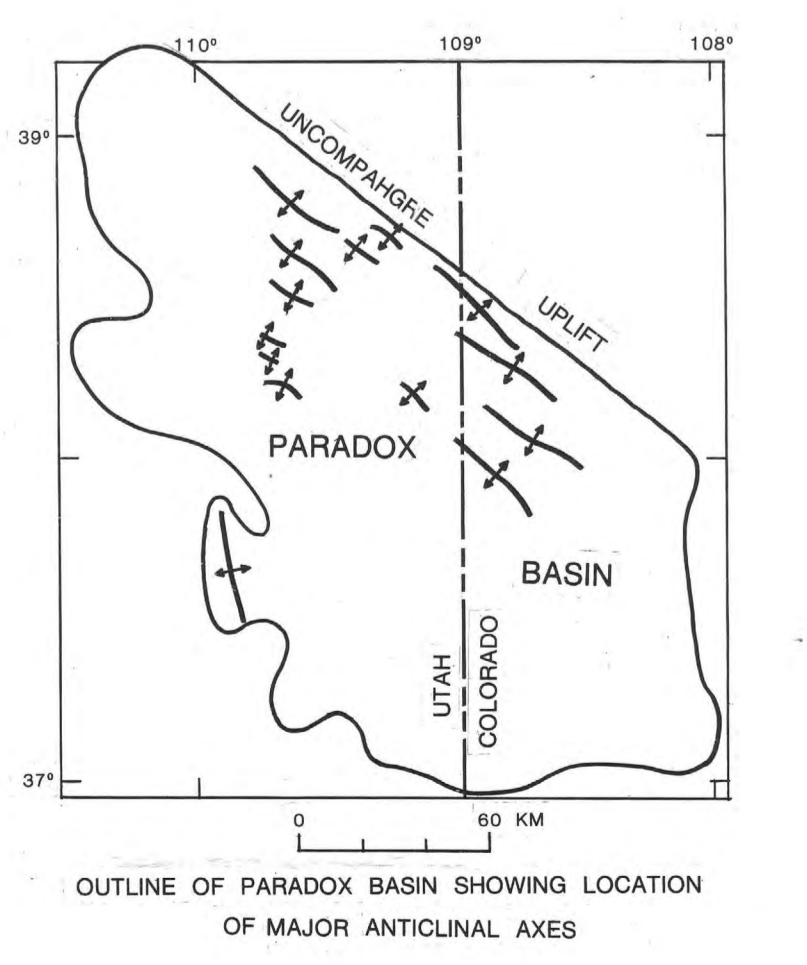 110° 109° 108°
39°
UNCOMPAHGRE
UPLIFT
PARADOX
BASIN
UTAH
COLORADO
37°
0 60 KM
OUTLINE OF PARADOX BASIN SHOWING LOCATION
OF MAJOR ANTICLINAL AXES